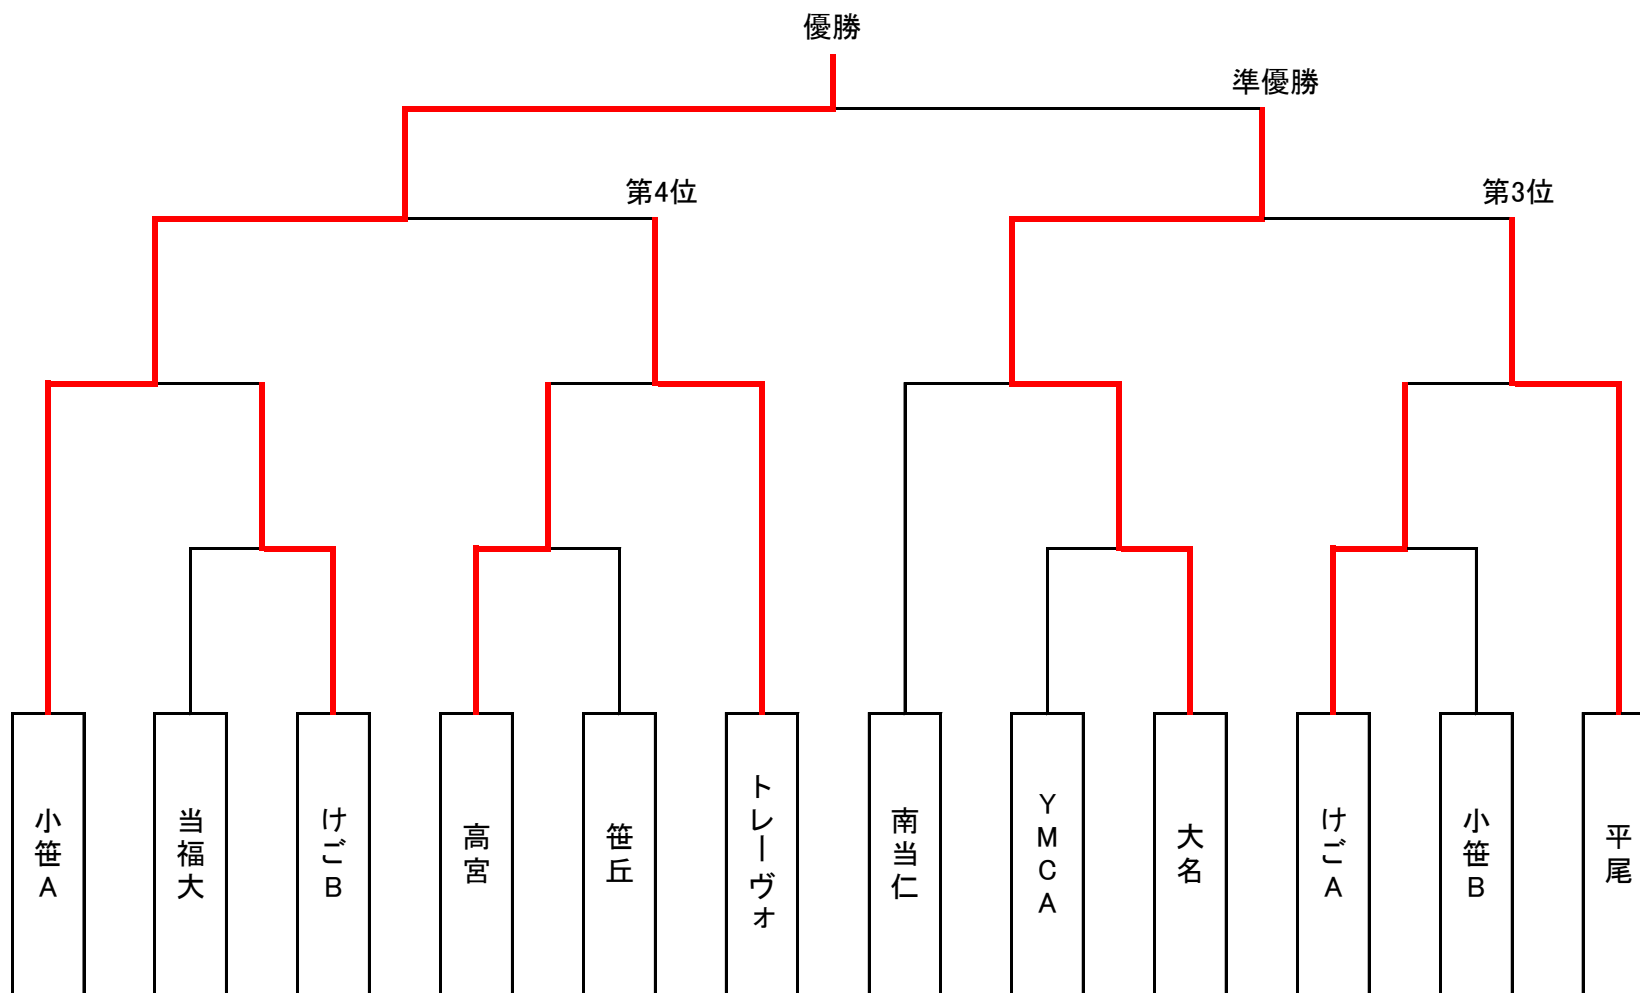 優勝
準優勝
第4位
第3位
小笹A
当福大
けごB
高宮
笹丘
トレーヴォ
南当仁
YMCA
大名
けごA
小笹B
平尾